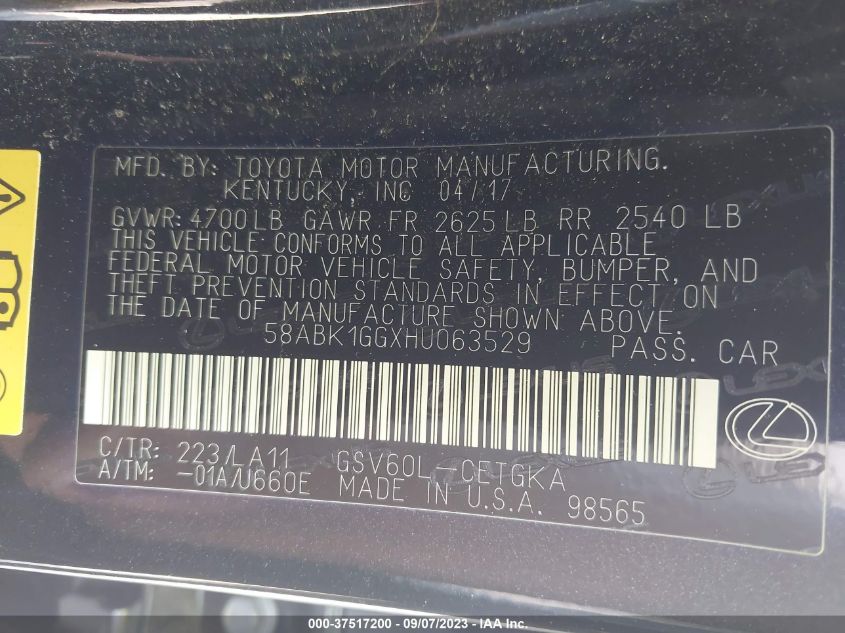 MFD. BY: TOYOTA MOTOR MANUFACTURING.
KENTUCKY, INC 04/17
GVWR: 4700LB GAWR FR 2625LB RR 2540 LB
THIS VEHICLE CONFORMS TO ALL APPLICABLE
FEDERAL MOTOR VEHICLE SAFETY, BUMPER, AND
THEFT PREVENTION STANDARDS IN EFFECT ON
THE DATE OF MANUFACTURE SHOWN ABOVE.
58ABK1GGXHU063529 PASS. CAR
C/TR: 223/LA11 GSV60L-CETGKA
A/TM: -01A/U660E MADE IN U.S.A. 98565
000-37517200 - 09/07/2023 - Copyright © IAA, Inc.